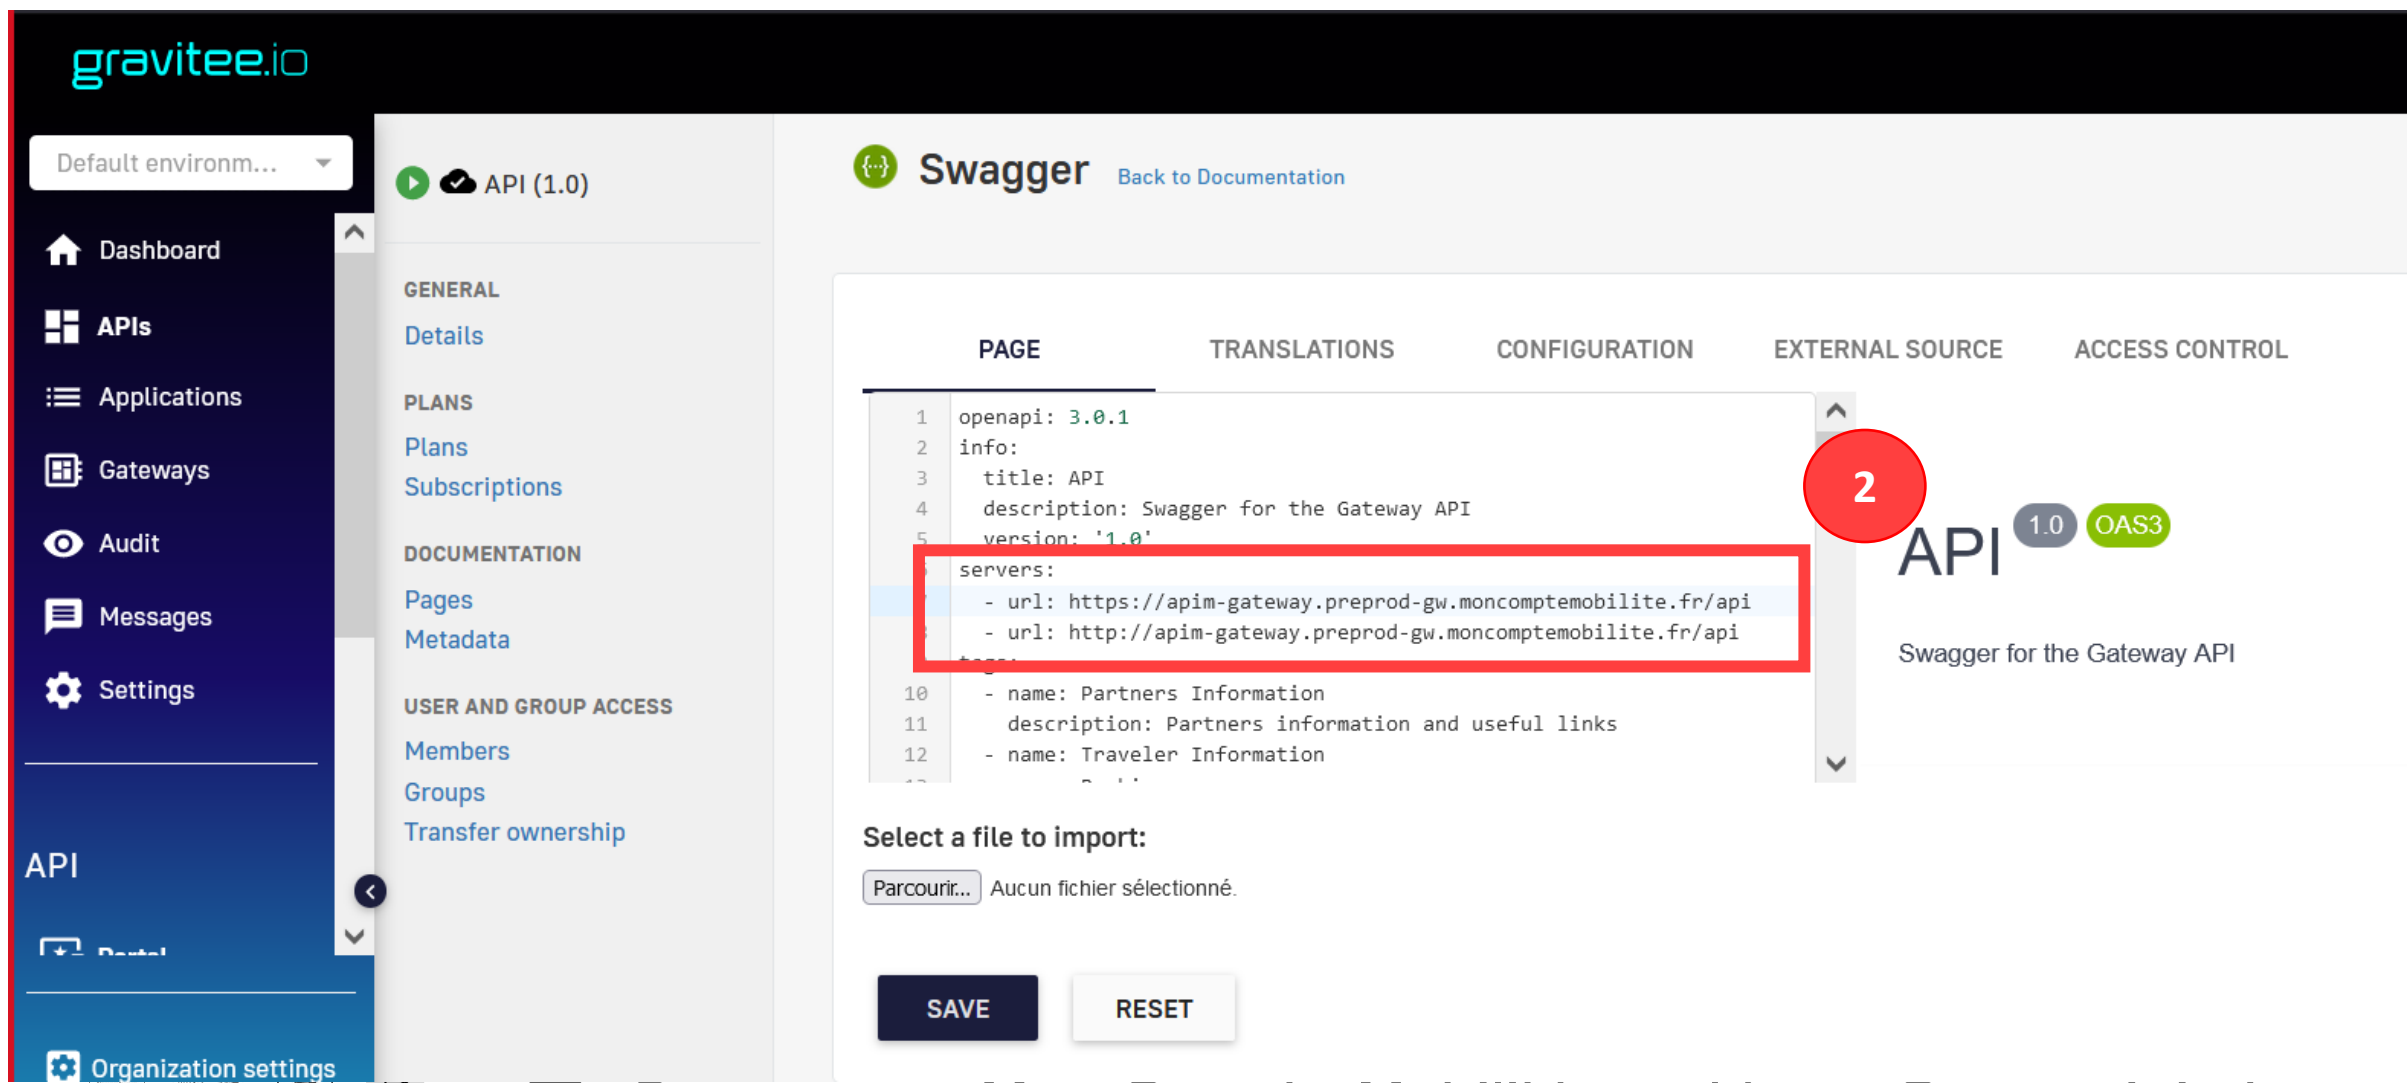 gravitee.io
Default environm...
Dashboard
APIs
Applications
Gateways
Audit
Messages
Settings
API
Portal
Organization settings
API (1.0)
GENERAL
Details
PLANS
Plans
Subscriptions
DOCUMENTATION
Pages
Metadata
USER AND GROUP ACCESS
Members
Groups
Transfer ownership
Swagger Back to Documentation
PAGE TRANSLATIONS CONFIGURATION EXTERNAL SOURCE ACCESS CONTROL
1 openapi: 3.0.1
2 info:
3 title: API
4 description: Swagger for the Gateway API
5 version: '1.0'
servers:
- url: https://apim-gateway.preprod-gw.moncomptemobilite.fr/api
- url: http://apim-gateway.preprod-gw.moncomptemobilite.fr/api
tags:
10 - name: Partners Information
11 description: Partners information and useful links
12 - name: Traveler Information
2
API 1.0 OAS3
Swagger for the Gateway API
Select a file to import:
Parcourir... Aucun fichier sélectionné.
SAVE RESET